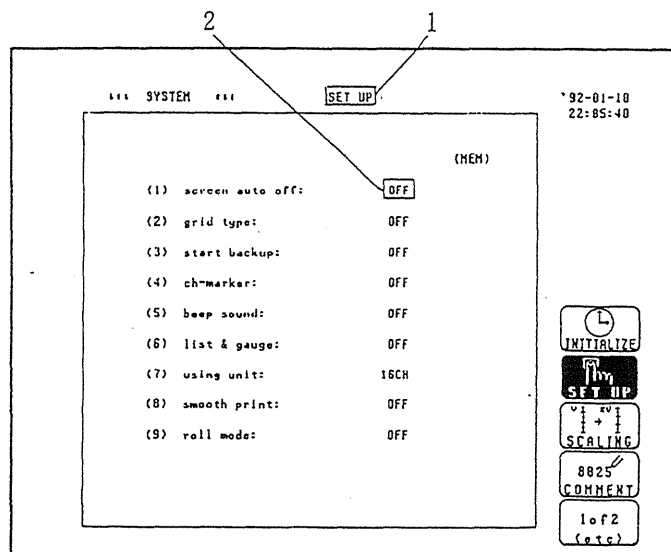 2 1
*** SYSTEM *** SET UP '92-01-18
22:05:40
(MEM)
(1) screen auto off: OFF
(2) grid type: OFF
(3) start backup: OFF
(4) ch-marker: OFF
(5) beep sound: OFF
(6) list & gauge: OFF
(7) using unit: 16CH
(8) smooth print: OFF
(9) roll mode: OFF
INITIALIZE
SET UP
SCALING
8825
COMMENT
1of2
(etc)